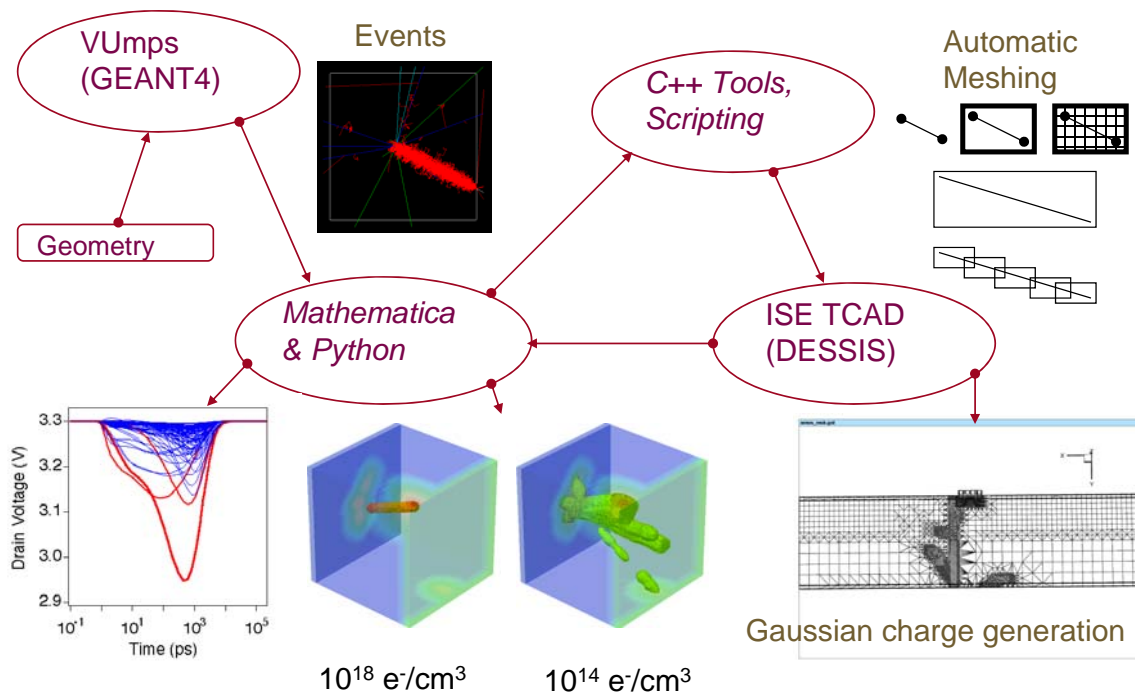 VUmps
(GEANT4)
Events
C++ Tools,
Scripting
Automatic
Meshing
Geometry
Mathematica
& Python
ISE TCAD
(DESSIS)
3.3
3.2
3.1
3.0
2.9
Drain Voltage (V)
10⁻¹ 10¹ 10³ 10⁵
Time (ps)
10¹⁸ e⁻/cm³
10¹⁴ e⁻/cm³
X
Y
Gaussian charge generation